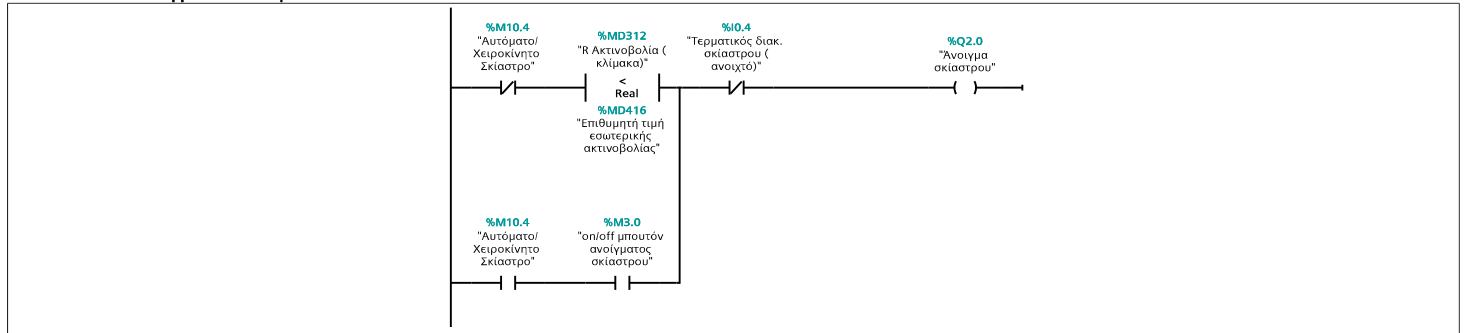 %M10.4
"Αυτόματο/
Χειροκίνητο
Σκίαστρο"
%MD312
"R Ακτινοβολία (
κλίμακα)"
<
Real
%MD416
"Επιθυμητή τιμή
εσωτερικής
ακτινοβολίας"
%I0.4
"Τερματικός διακ.
σκίαστρου (
ανοιχτό)"
%Q2.0
"Άνοιγμα
σκίαστρου"
%M10.4
"Αυτόματο/
Χειροκίνητο
Σκίαστρο"
%M3.0
"on/off μπουτόν
ανοίγματος
σκίαστρου"